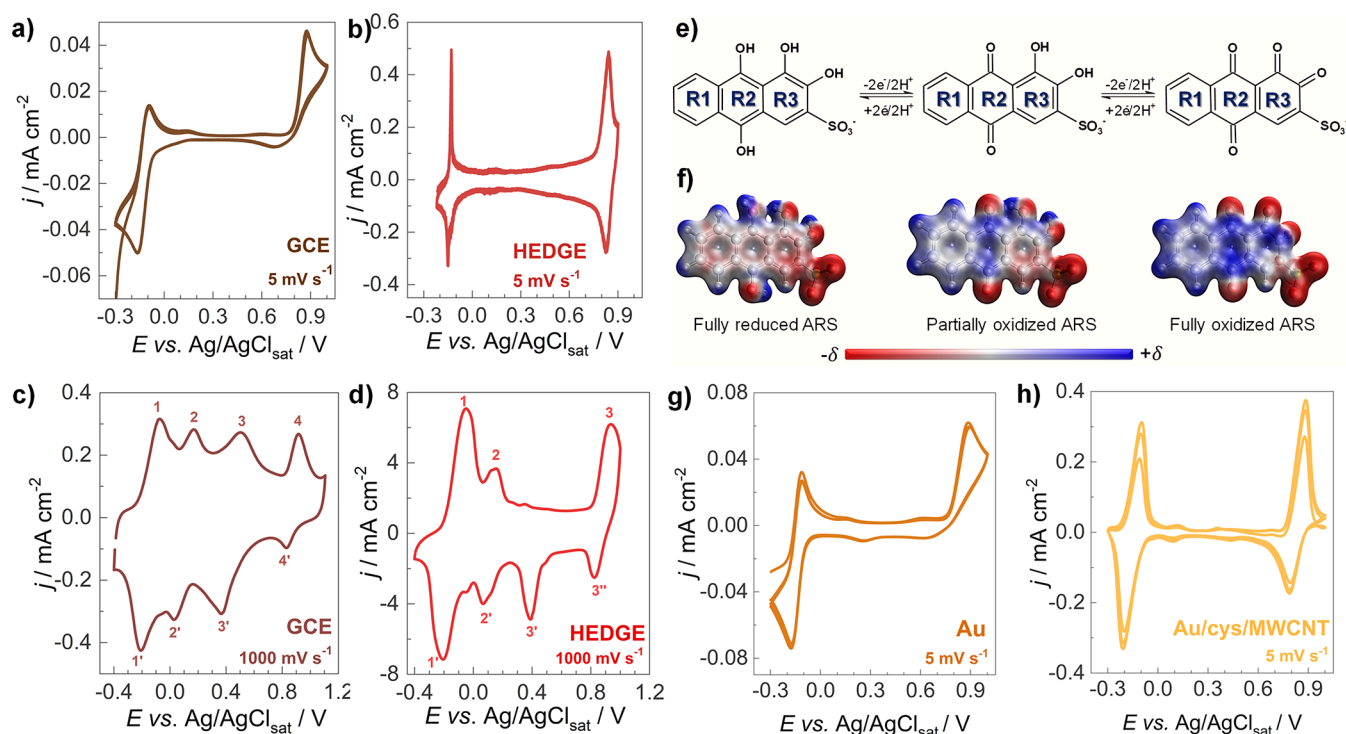 a)
0.04
0.02
0.00
-0.02
-0.04
-0.06
j / mA cm-2
GCE
5 mV s-1
-0.3 0.0 0.3 0.6 0.9
E vs. Ag/AgClsat / V
b)
0.6
0.4
0.2
0.0
-0.2
-0.4
j / mA cm-2
HEDGE
5 mV s-1
-0.3 0.0 0.3 0.6 0.9
E vs. Ag/AgClsat / V
c)
0.4
0.2
0.0
-0.2
-0.4
j / mA cm-2
1 2 3 4
1' 2' 3' 4'
GCE
1000 mV s-1
-0.4 0.0 0.4 0.8 1.2
E vs. Ag/AgClsat / V
d)
8
4
0
-4
-8
j / mA cm-2
1 2 3
1' 2' 3' 3''
HEDGE
1000 mV s-1
-0.4 0.0 0.4 0.8 1.2
E vs. Ag/AgClsat / V
e)
OH OH
OH
R1 R2 R3
SO3-
OH
-2e-/2H+
+2e/2H+
O OH
OH
R1 R2 R3
SO3-
O
-2e-/2H+
+2e/2H+
O O
O
R1 R2 R3
SO3-
O
f)
Fully reduced ARS
Partially oxidized ARS
Fully oxidized ARS
-δ +δ
g)
0.08
0.04
0.00
-0.04
-0.08
j / mA cm-2
Au
5 mV s-1
-0.3 0.0 0.3 0.6 0.9
E vs. Ag/AgClsat / V
h)
0.4
0.2
0.0
-0.2
-0.4
j / mA cm-2
Au/cys/MWCNT
5 mV s-1
-0.3 0.0 0.3 0.6 0.9
E vs. Ag/AgClsat / V